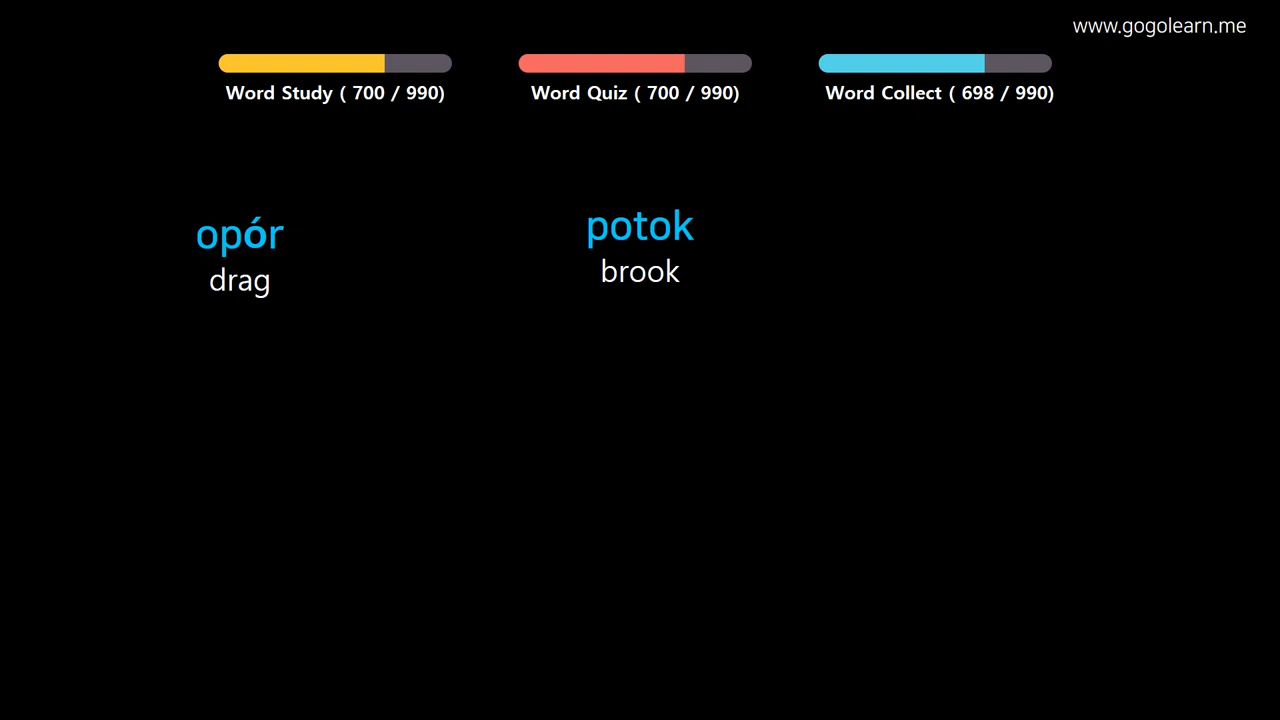 www.gogolearn.me
Word Study ( 700 / 990)
Word Quiz ( 700 / 990)
Word Collect ( 698 / 990)
opór
drag
potok
brook